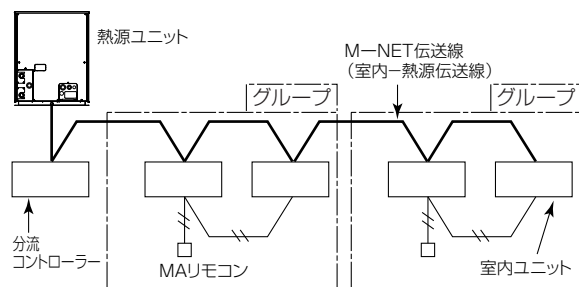 熱源ユニット
M－NET伝送線
（室内－熱源伝送線）
グループ
グループ
分流
コントローラー
MAリモコン
室内ユニット